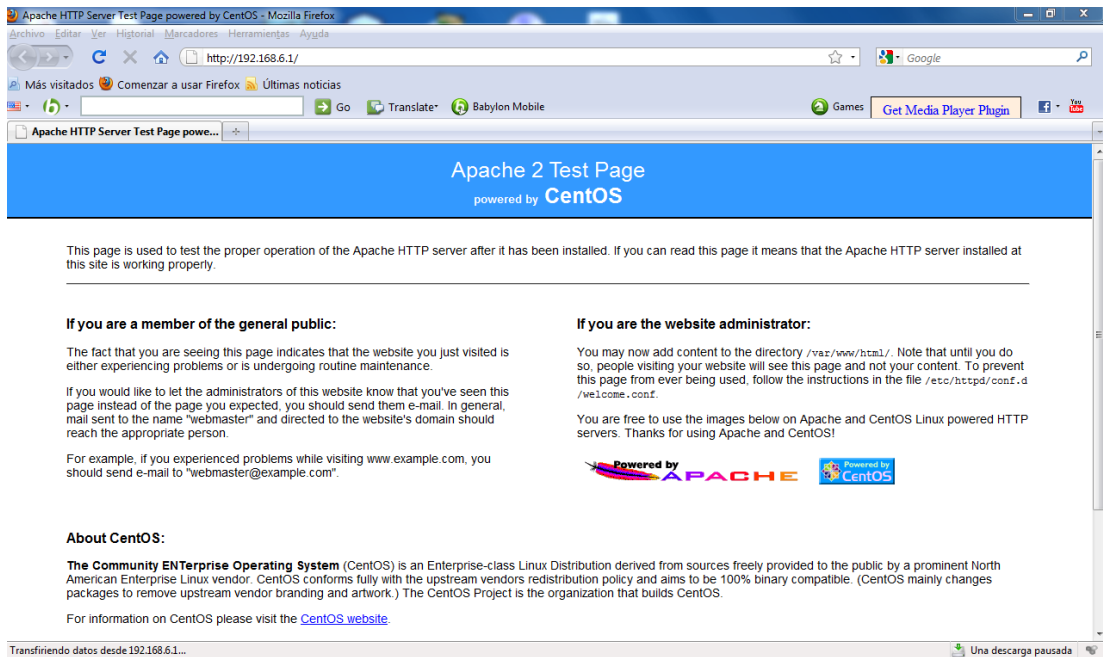 Apache HTTP Server Test Page powered by CentOS - Mozilla Firefox
Archivo Editar Ver Historial Marcadores Herramientas Ayuda
http://192.168.6.1/
Google
Más visitados Comenzar a usar Firefox Últimas noticias
Go Translate Babylon Mobile Games Get Media Player Plugin You Tube
Apache HTTP Server Test Page powe...
Apache 2 Test Page
powered by CentOS
This page is used to test the proper operation of the Apache HTTP server after it has been installed. If you can read this page it means that the Apache HTTP server installed at
this site is working properly.
If you are a member of the general public:
The fact that you are seeing this page indicates that the website you just visited is
either experiencing problems or is undergoing routine maintenance.
If you would like to let the administrators of this website know that you've seen this
page instead of the page you expected, you should send them e-mail. In general,
mail sent to the name "webmaster" and directed to the website's domain should
reach the appropriate person.
For example, if you experienced problems while visiting www.example.com, you
should send e-mail to "webmaster@example.com".
If you are the website administrator:
You may now add content to the directory /var/www/html/. Note that until you do
so, people visiting your website will see this page and not your content. To prevent
this page from ever being used, follow the instructions in the file /etc/httpd/conf.d
/welcome.conf.
You are free to use the images below on Apache and CentOS Linux powered HTTP
servers. Thanks for using Apache and CentOS!
Powered by
APACHE
Powered by
CentOS
About CentOS:
The Community ENTerprise Operating System (CentOS) is an Enterprise-class Linux Distribution derived from sources freely provided to the public by a prominent North
American Enterprise Linux vendor. CentOS conforms fully with the upstream vendors redistribution policy and aims to be 100% binary compatible. (CentOS mainly changes
packages to remove upstream vendor branding and artwork.) The CentOS Project is the organization that builds CentOS.
For information on CentOS please visit the CentOS website.
Transfiriendo datos desde 192.168.6.1...
Una descarga pausada